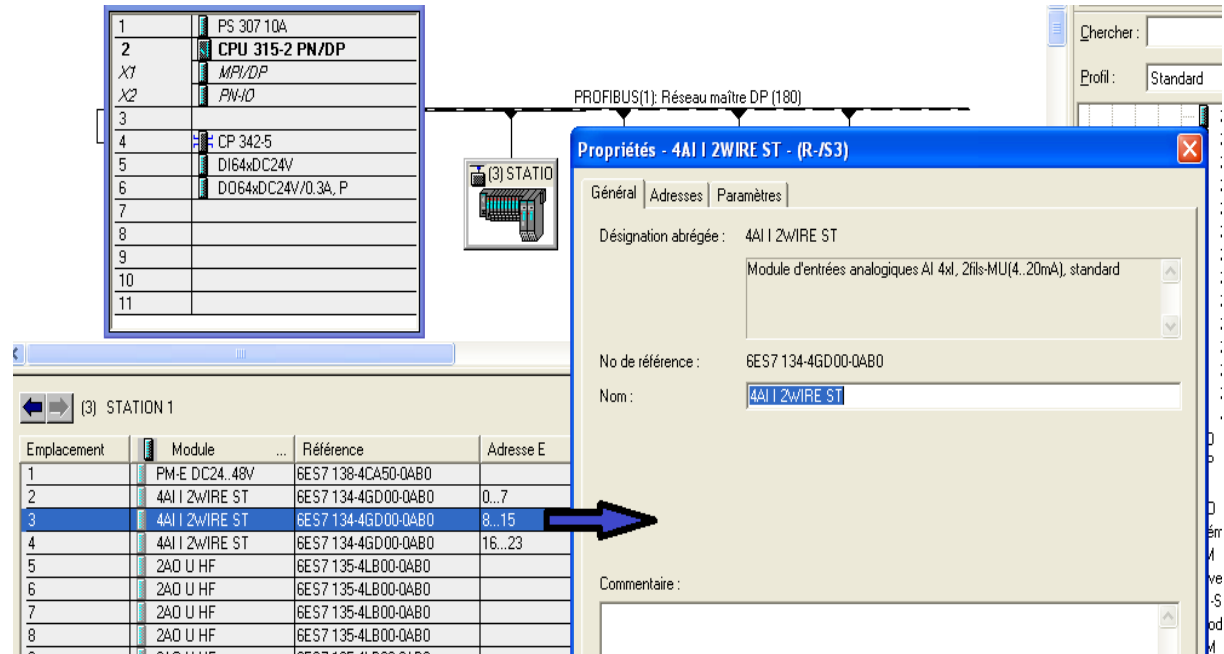 1 PS 307 10A
2 CPU 315-2 PN/DP
X1 MPI/DP
X2 PN-IO
3
4 CP 342-5
5 DI64xDC24V
6 DO64xDC24V/0.3A, P
7
8
9
10
11
PROFIBUS(1): Réseau maître DP (180)
(3) STATIO
Chercher :
Profil : Standard
Propriétés - 4AI I 2WIRE ST - (R-/S3)
Général Adresses Paramètres
Désignation abrégée : 4AI I 2WIRE ST
Module d'entrées analogiques AI 4xI, 2fils-MU(4..20mA), standard
No de référence : 6ES7 134-4GD00-0AB0
Nom : 4AI I 2WIRE ST
Commentaire :
(3) STATION 1
Emplacement Module ... Référence Adresse E
1 PM-E DC24..48V 6ES7 138-4CA50-0AB0
2 4AI I 2WIRE ST 6ES7 134-4GD00-0AB0 0...7
3 4AI I 2WIRE ST 6ES7 134-4GD00-0AB0 8...15
4 4AI I 2WIRE ST 6ES7 134-4GD00-0AB0 16...23
5 2AO U HF 6ES7 135-4LB00-0AB0
6 2AO U HF 6ES7 135-4LB00-0AB0
7 2AO U HF 6ES7 135-4LB00-0AB0
8 2AO U HF 6ES7 135-4LB00-0AB0